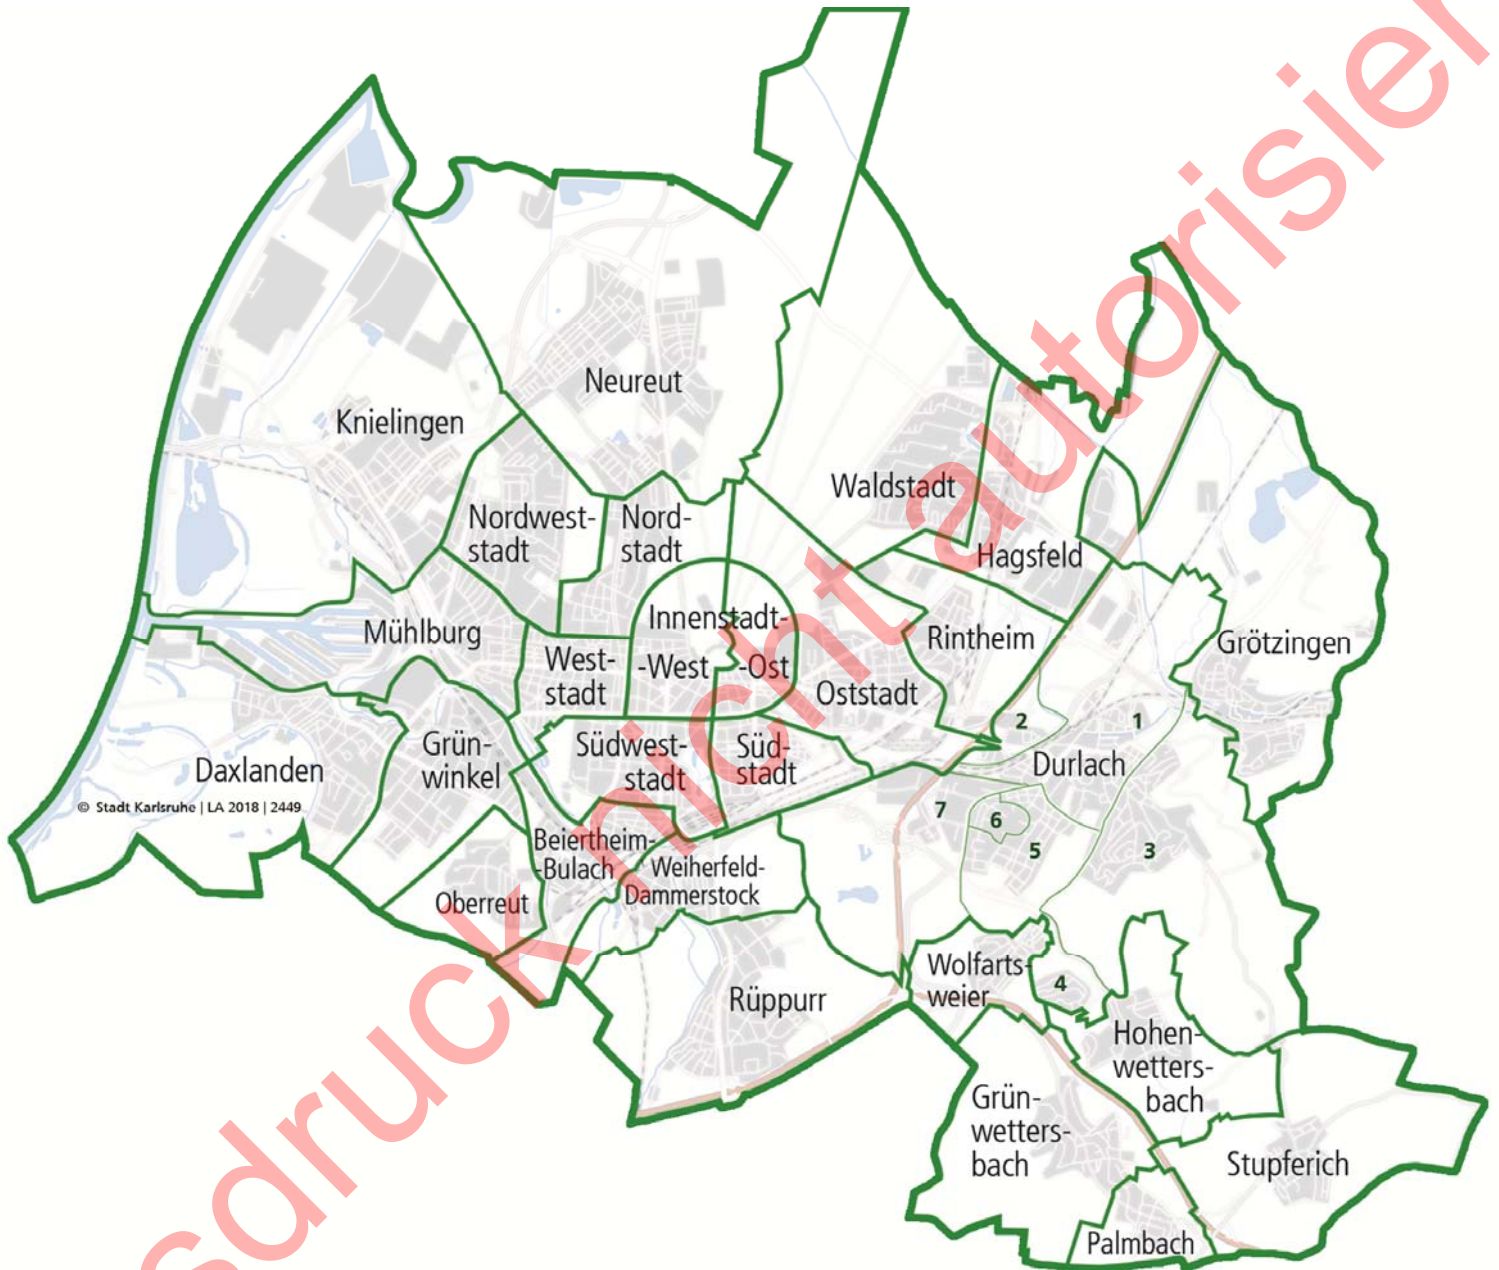 Neureut
Knielingen
Waldstadt
Nordwest-
stadt
Nord-
stadt
Hagsfeld
Innenstadt-
-West
-Ost
Mühlburg
West-
stadt
Rintheim
Grötzingen
Oststadt
2
1
Grün-
winkel
Südwest-
stadt
Süd-
stadt
Durlach
Daxlanden
© Stadt Karlsruhe | LA 2018 | 2449
7
6
5
3
Beiertheim-
-Bulach
Weiherfeld-
Dammerstock
Oberreut
Wolfarts-
weier
4
Rüppurr
Hohen-
wetters-
bach
Grün-
wetters-
bach
Stupferich
Palmbach
sdruck nicht autorisier